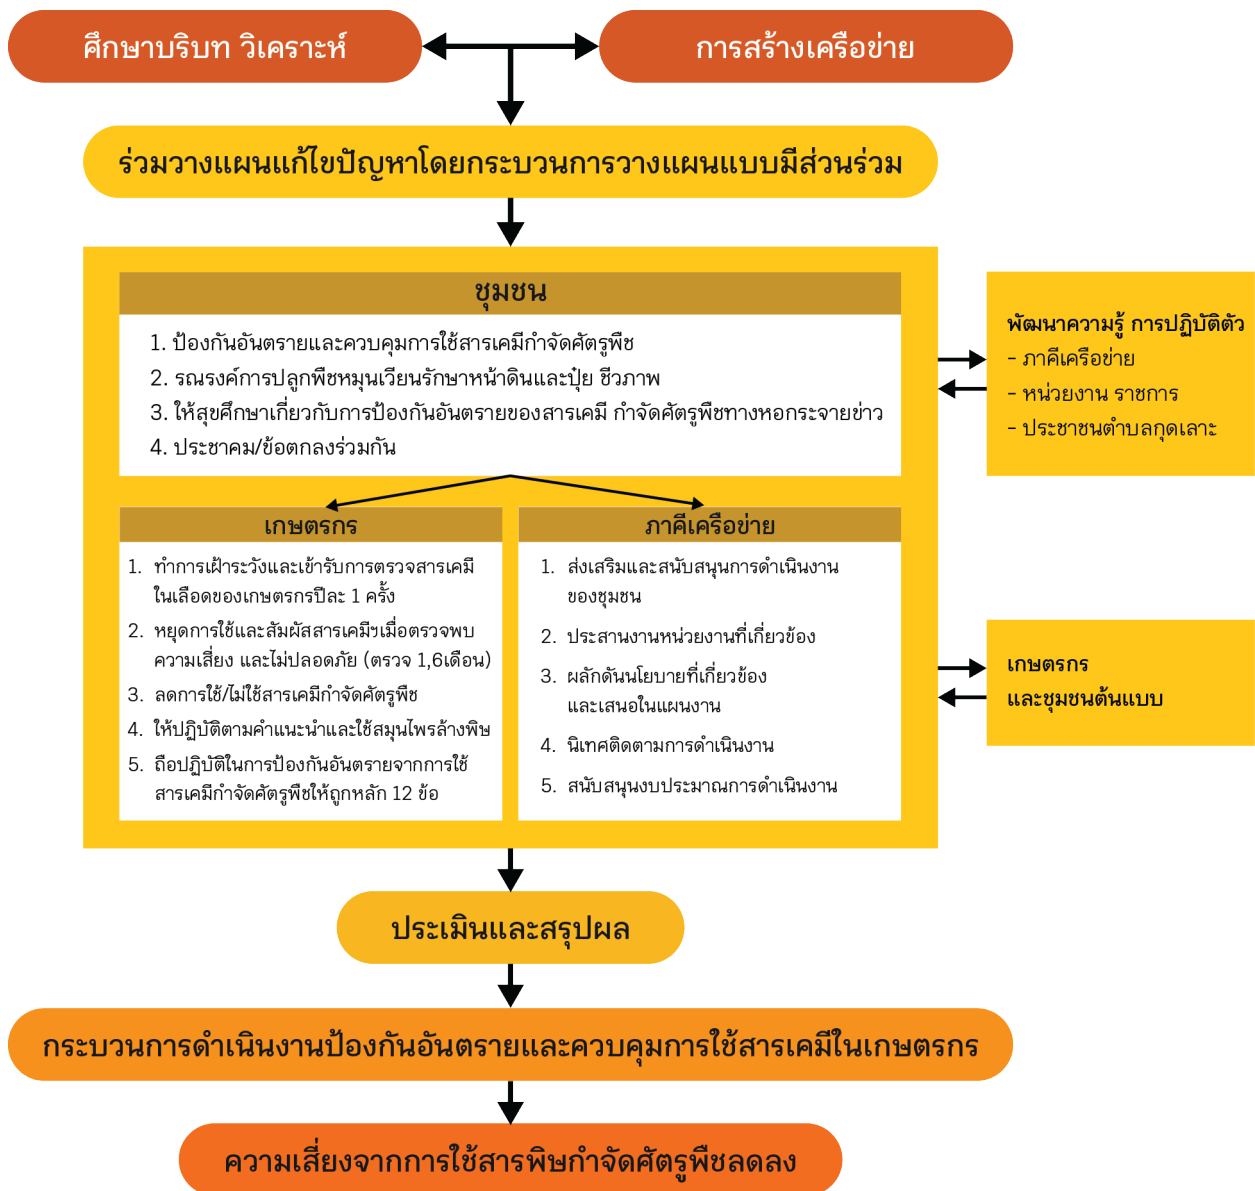 ศึกษาบริบท วิเคราะห์
การสร้างเครือข่าย
ร่วมวางแผนแก้ไขปัญหาโดยกระบวนการวางแผนแบบมีส่วนร่วม
ชุมชน
1. ป้องกันอันตรายและควบคุมการใช้สารเคมีกำจัดศัตรูพืช
2. รณรงค์การปลูกพืชหมุนเวียนรักษาหน้าดินและปุ๋ย ชีวภาพ
3. ให้สุขศึกษาเกี่ยวกับการป้องกันอันตรายของสารเคมี กำจัดศัตรูพืชทางหอกระจายข่าว
4. ประชาคม/ข้อตกลงร่วมกัน
พัฒนาความรู้ การปฏิบัติตัว
- ภาคีเครือข่าย
- หน่วยงาน ราชการ
- ประชาชนตำบลกุดเลาะ
เกษตรกร
1. ทำการเฝ้าระวังและเข้ารับการตรวจสารเคมี
ในเลือดของเกษตรกรปีละ 1 ครั้ง
2. หยุดการใช้และสัมผัสสารเคมีฯเมื่อตรวจพบ
ความเสี่ยง และไม่ปลอดภัย (ตรวจ 1,6เดือน)
3. ลดการใช้/ไม่ใช้สารเคมีกำจัดศัตรูพืช
4. ให้ปฏิบัติตามคำแนะนำและใช้สมุนไพรล้างพิษ
5. ถือปฏิบัติในการป้องกันอันตรายจากการใช้
สารเคมีกำจัดศัตรูพืชให้ถูกหลัก 12 ข้อ
ภาคีเครือข่าย
1. ส่งเสริมและสนับสนุนการดำเนินงาน
ของชุมชน
2. ประสานงานหน่วยงานที่เกี่ยวข้อง
3. ผลักดันนโยบายที่เกี่ยวข้อง
และเสนอในแผนงาน
4. นิเทศติดตามการดำเนินงาน
5. สนับสนุนงบประมาณการดำเนินงาน
เกษตรกร
และชุมชนต้นแบบ
ประเมินและสรุปผล
กระบวนการดำเนินงานป้องกันอันตรายและควบคุมการใช้สารเคมีในเกษตรกร
ความเสี่ยงจากการใช้สารพิษกำจัดศัตรูพืชลดลง